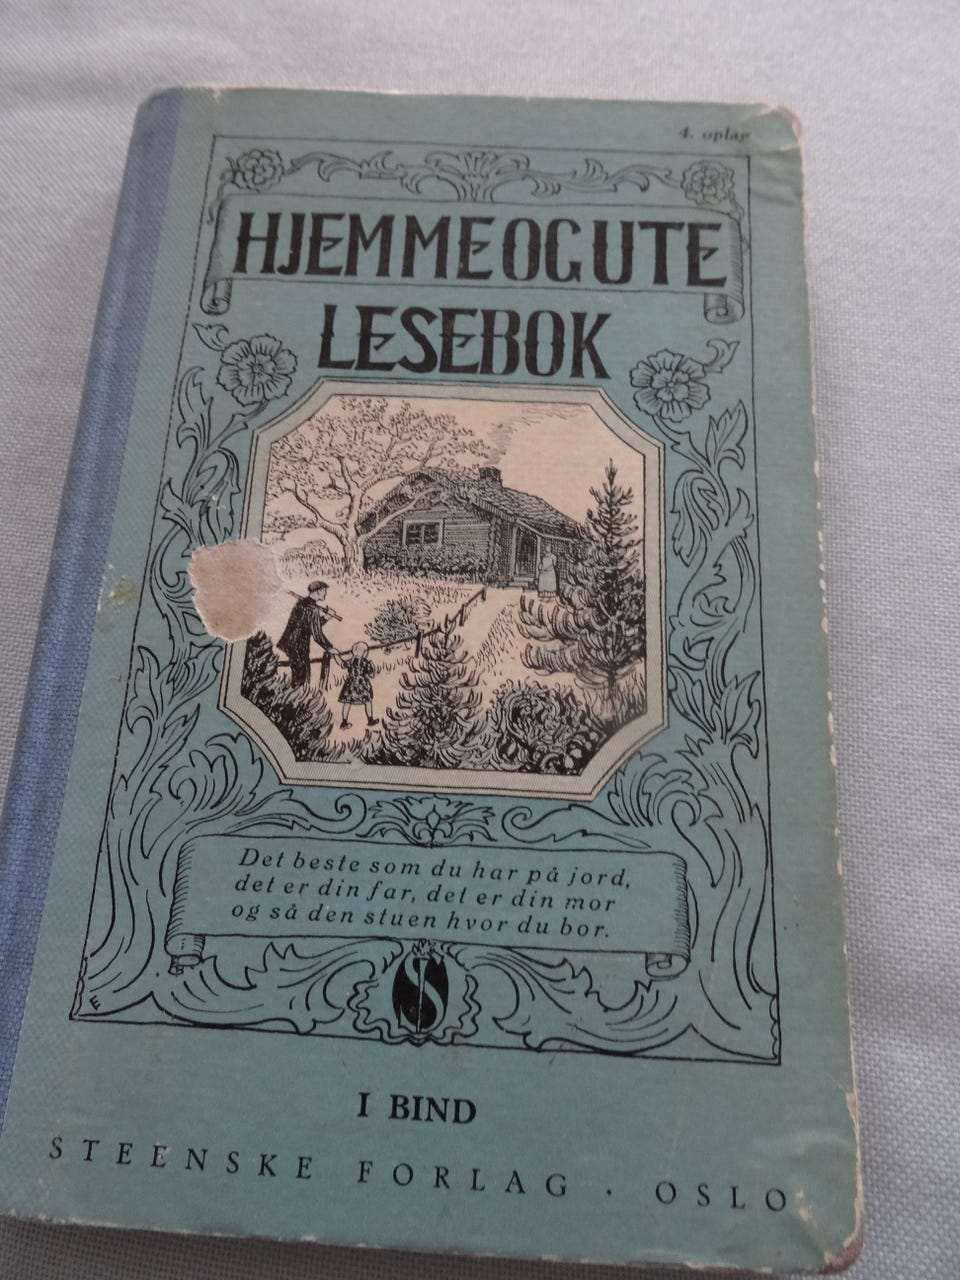 4. oplag
HJEMME OG UTE
LESEBOK
Det beste som du har på jord,
det er din far, det er din mor
og så den stuen hvor du bor.
S
E
I BIND
STEENSKE FORLAG . OSLO